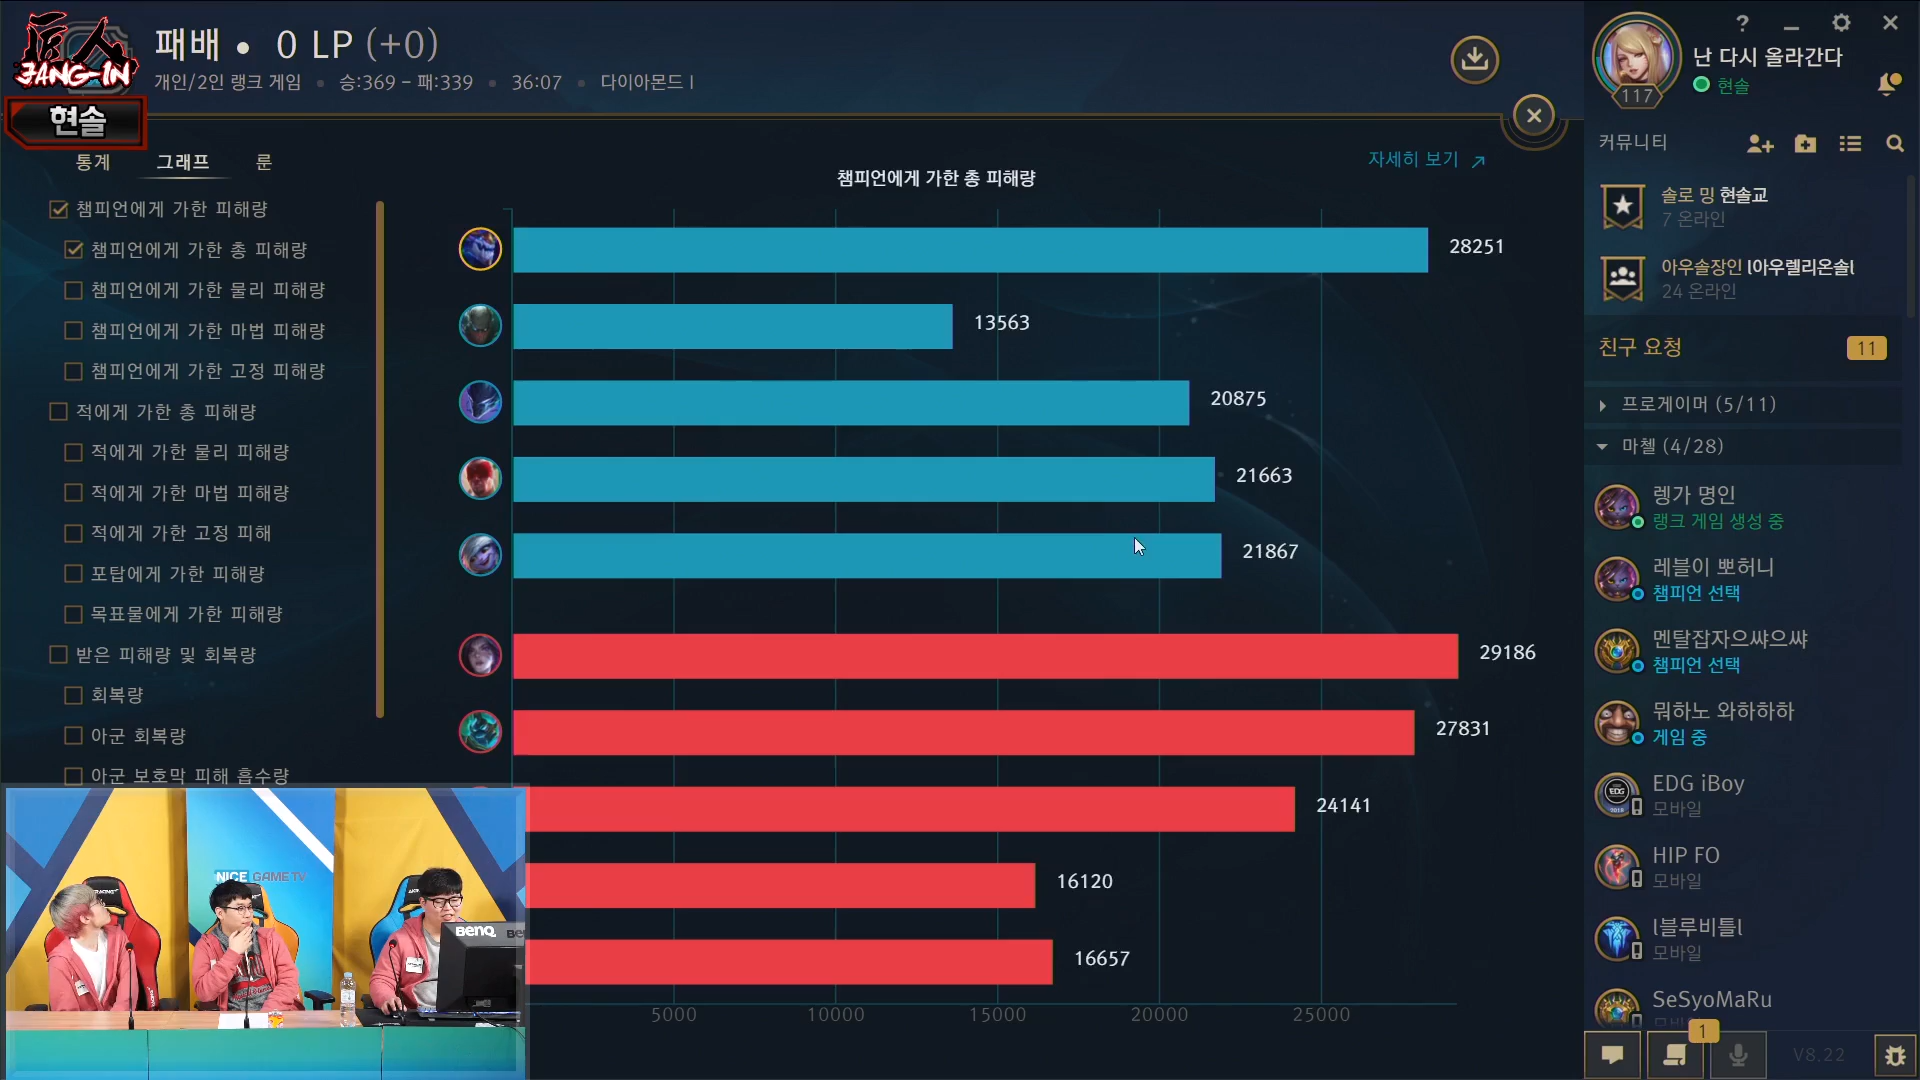 匠人
JANG-IN
현솔
패배 • 0 LP (+0)
개인/2인 랭크 게임 • 승:369 - 패:339 • 36:07 • 다이아몬드 I
통계 그래프 룬
챔피언에게 가한 피해량
챔피언에게 가한 총 피해량
챔피언에게 가한 물리 피해량
챔피언에게 가한 마법 피해량
챔피언에게 가한 고정 피해량
적에게 가한 총 피해량
적에게 가한 물리 피해량
적에게 가한 마법 피해량
적에게 가한 고정 피해
포탑에게 가한 피해량
목표물에게 가한 피해량
받은 피해량 및 회복량
회복량
아군 회복량
아군 보호막 피해 흡수량
챔피언에게 가한 총 피해량
자세히 보기
28251
13563
20875
21663
21867
29186
27831
24141
16120
16657
5000 10000 15000 20000 25000
NICE GAME TV
BenQ
117
난 다시 올라간다
현솔
커뮤니티
솔로 밍 현솔교
7 온라인
아우솔장인 l아우렐리온솔l
24 온라인
친구 요청 11
프로게이머 (5/11)
마첼 (4/28)
렝가 명인
랭크 게임 생성 중
레블이 뽀허니
챔피언 선택
멘탈잡자으쌰으쌰
챔피언 선택
뭐하노 와하하하
게임 중
EDG iBoy
모바일
HIP FO
모바일
l블루비틀l
모바일
SeSyoMaRu
1
V8.22